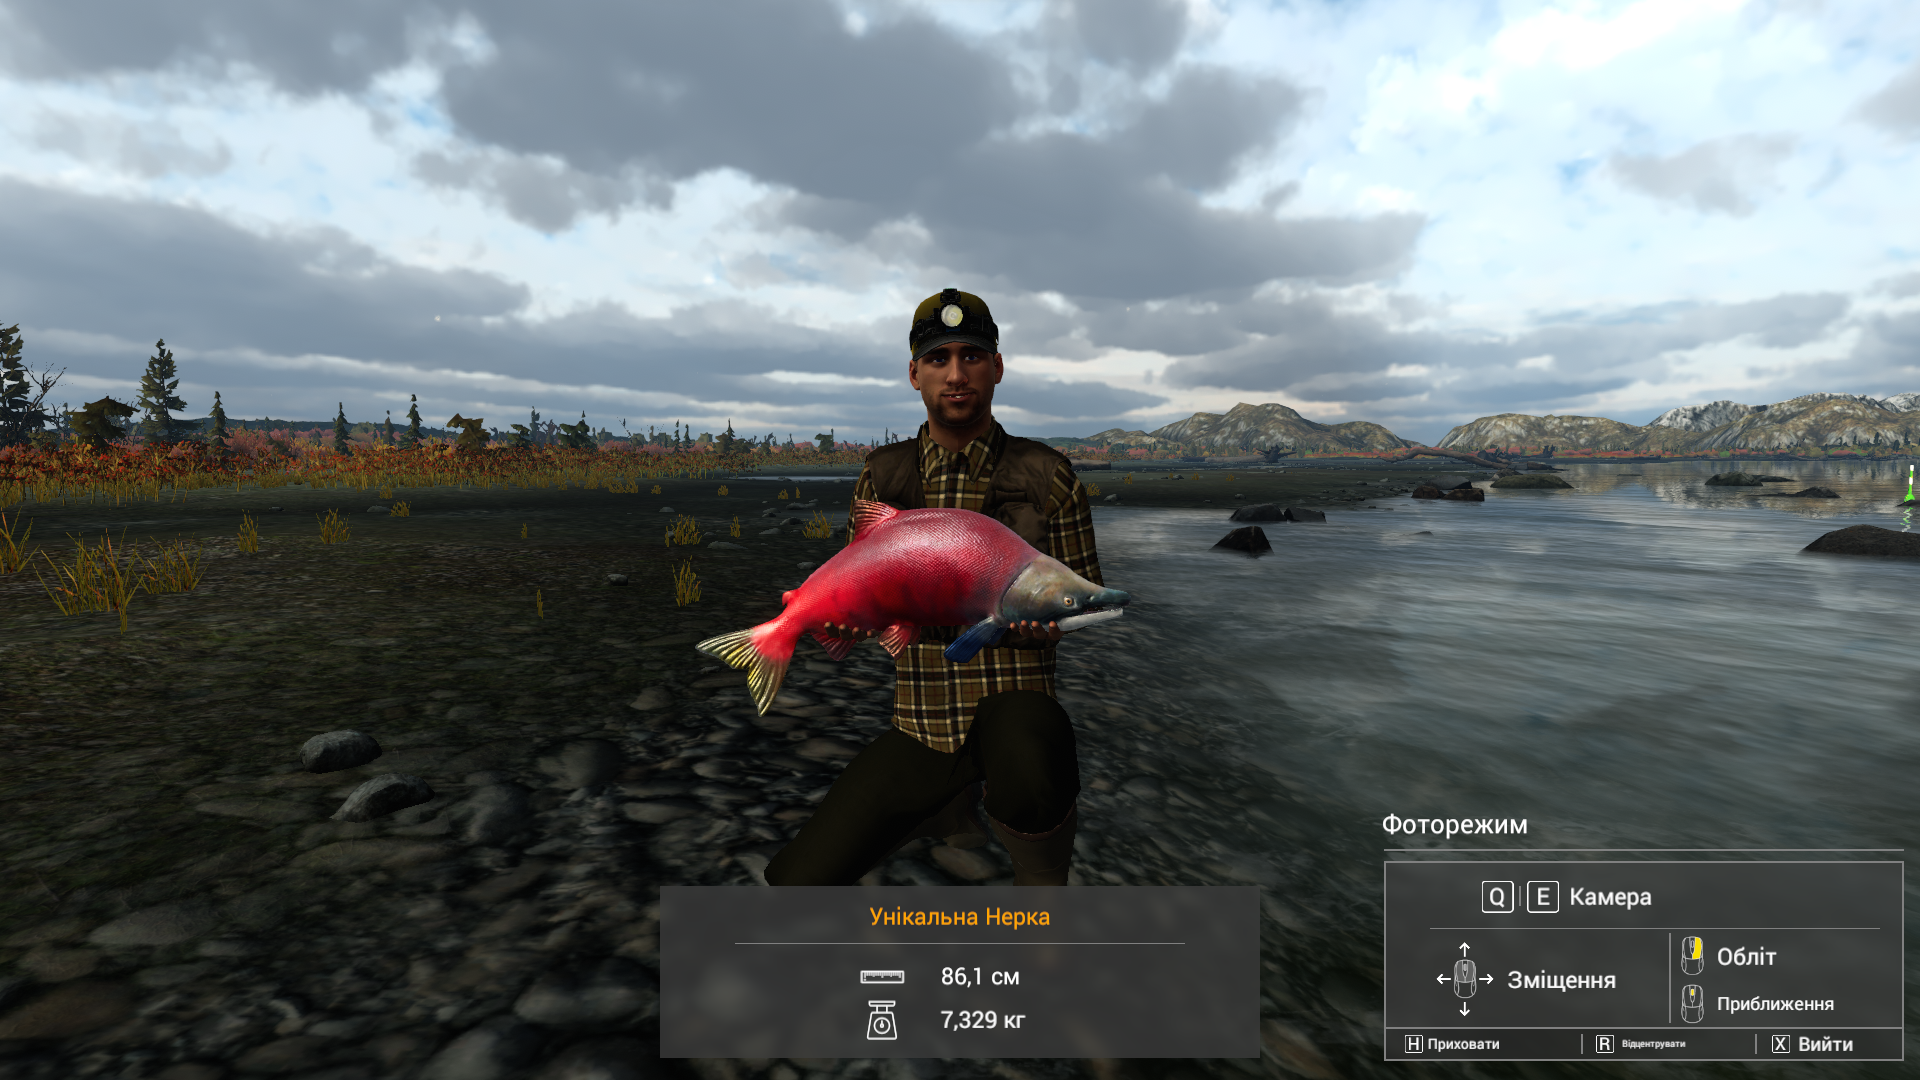 Унікальна Нерка
86,1 см
7,329 кг
Фоторежим
Q | E Камера
Зміщення
Обліт
Приближення
H Приховати
R Відцентрувати
X Вийти